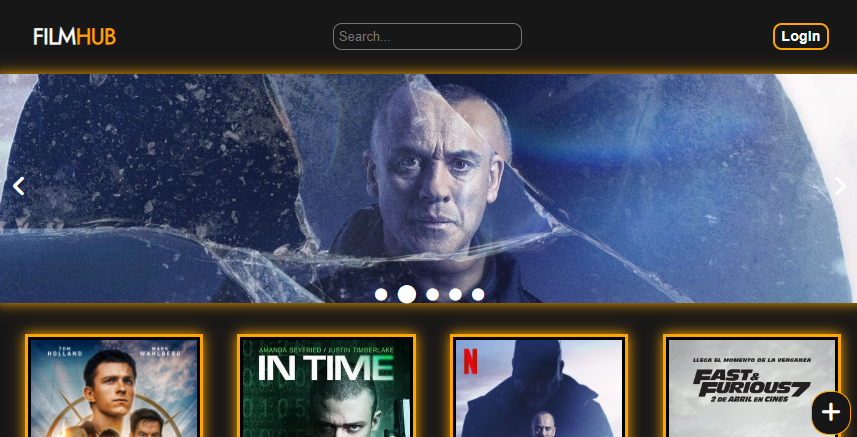 FILMHUB
Search...
LogIn
TOM HOLLAND
MARK WAHLBERG
AMANDA SEYFRIED / JUSTIN TIMBERLAKE
IN TIME
N
LLEGA EL MOMENTO DE LA VENGANZA
FAST &
FURIOUS 7
2 DE ABRIL EN CINES
+